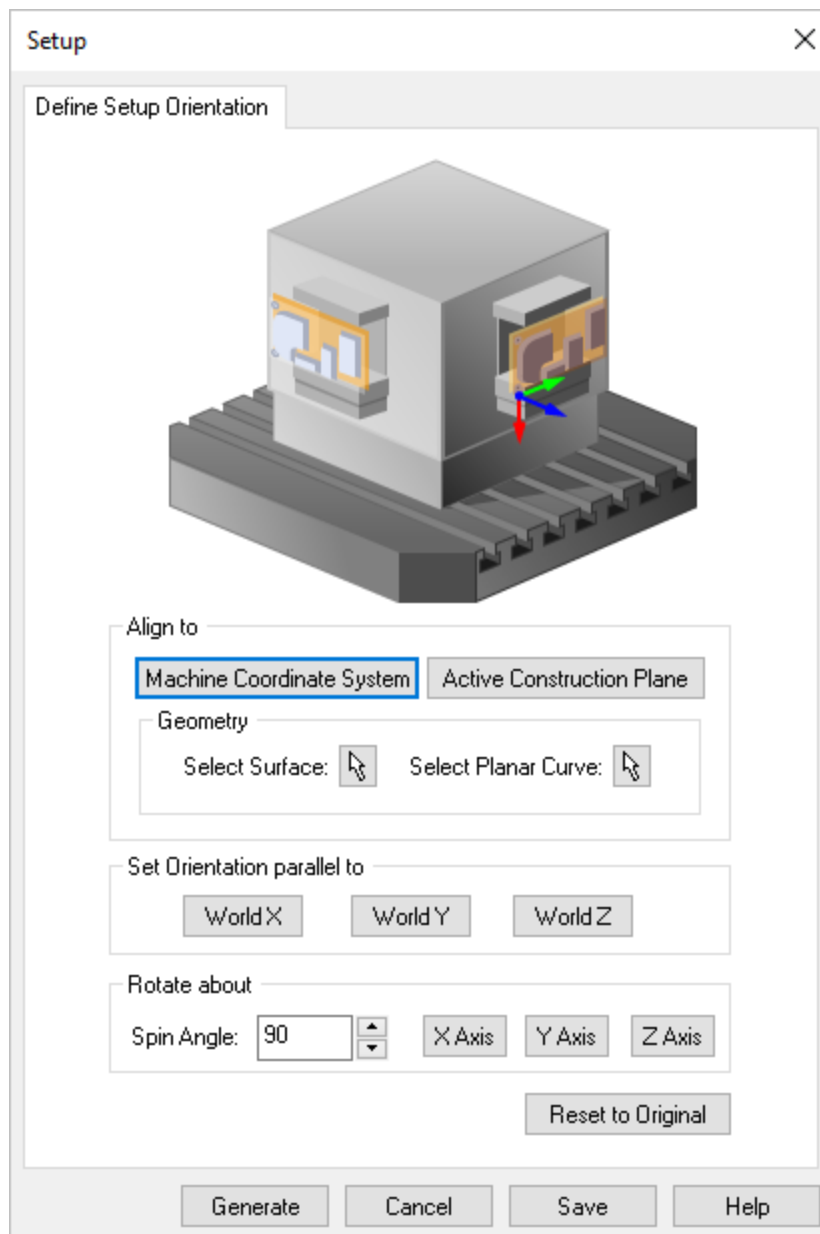 Setup
Define Setup Orientation
Align to
Machine Coordinate System Active Construction Plane
Geometry
Select Surface: Select Planar Curve:
Set Orientation parallel to
World X World Y World Z
Rotate about
Spin Angle: 90 X Axis Y Axis Z Axis
Reset to Original
Generate Cancel Save Help